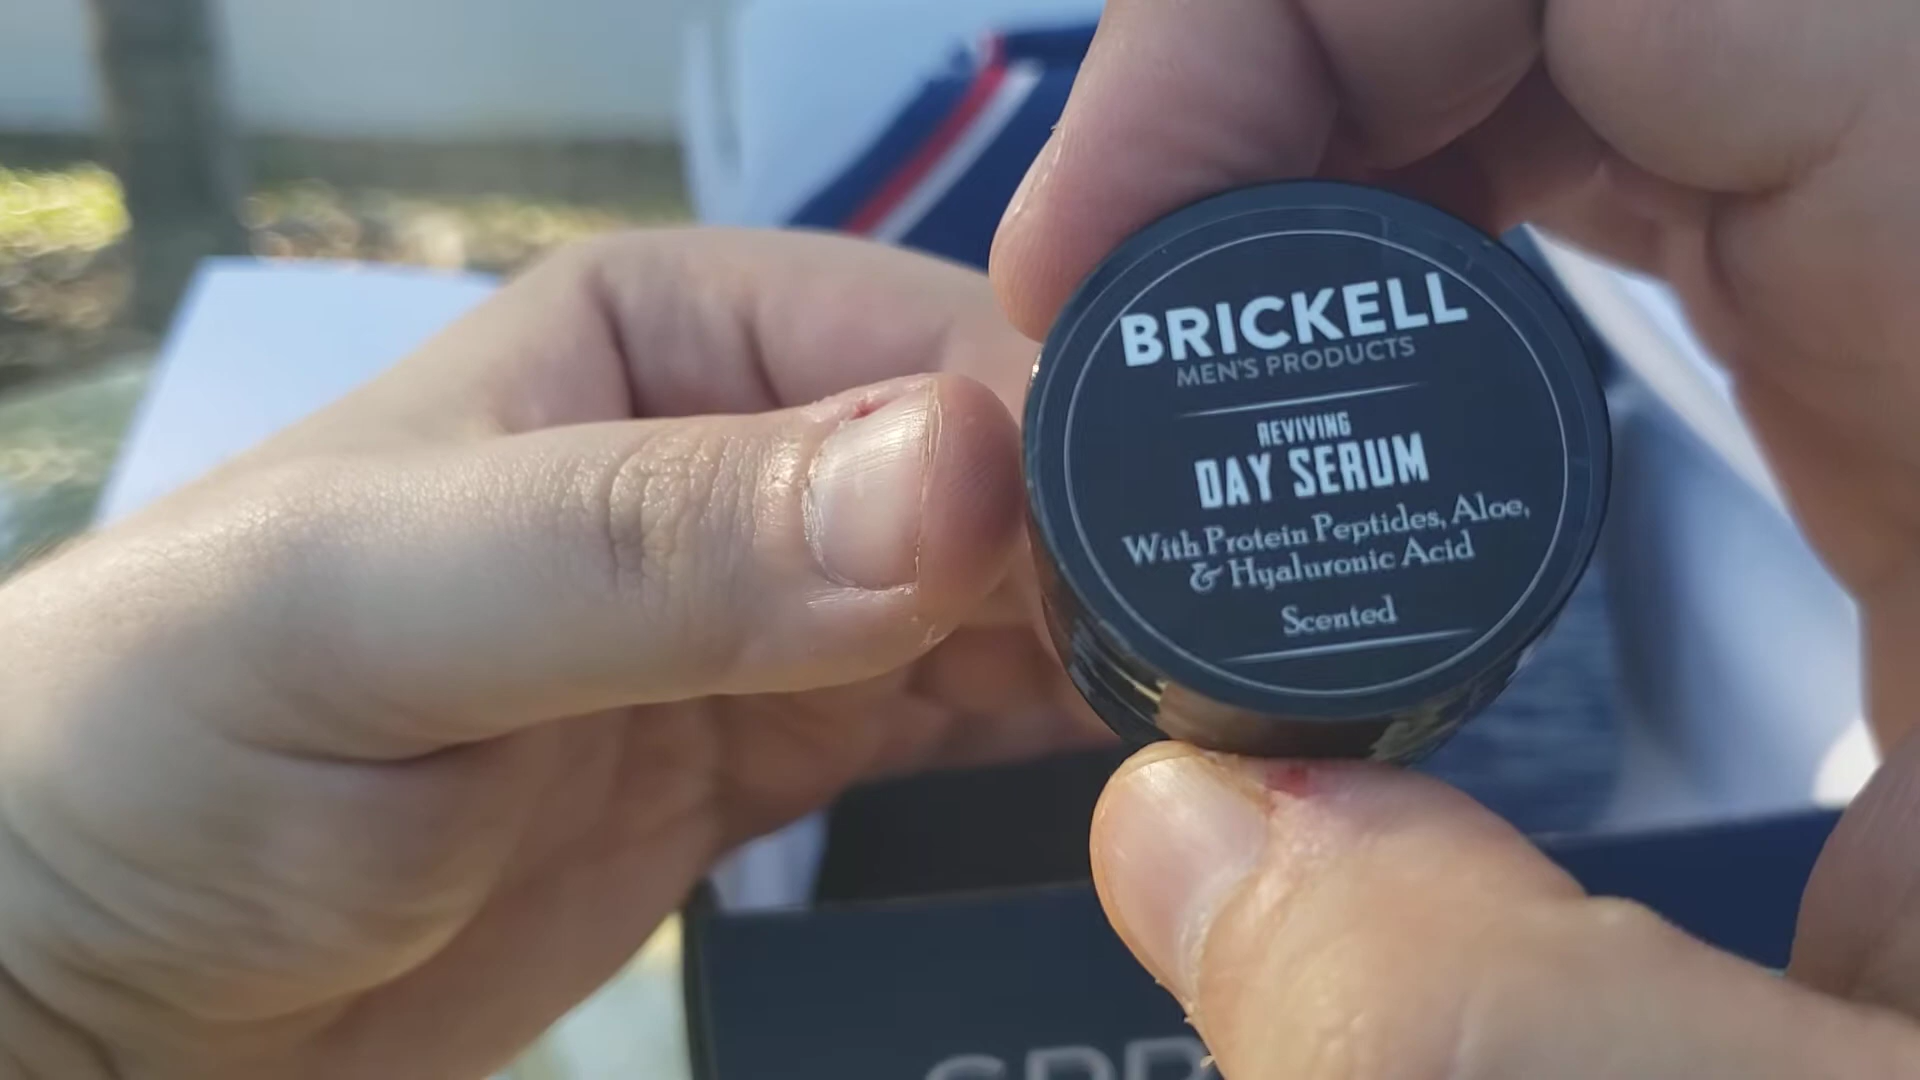 BRICKELL
MEN'S PRODUCTS
REVIVING
DAY SERUM
With Protein Peptides, Aloe,
& Hyaluronic Acid
Scented